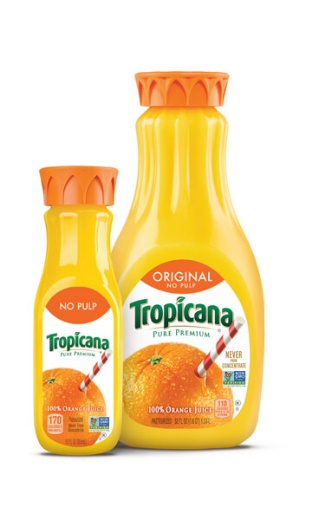 ORIGINAL
NO PULP
Tropicana
PURE PREMIUM
NEVER
FROM
CONCENTRATE
100% ORANGE JUICE
110
NO PULP
Tropicana
PURE PREMIUM
100% ORANGE JUICE
170